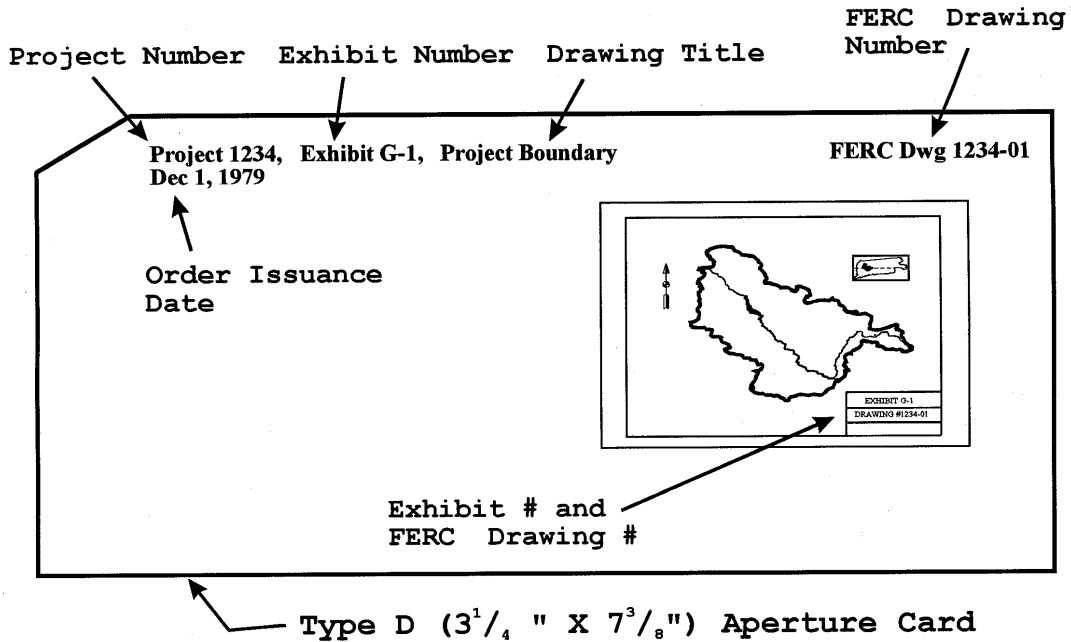 FERC Drawing
Number
Project Number Exhibit Number Drawing Title
Project 1234, Exhibit G-1, Project Boundary FERC Dwg 1234-01
Dec 1, 1979
Order Issuance
Date
EXHIBIT G-1
DRAWING #1234-01
Exhibit # and
FERC Drawing #
Type D (3 1/4 " X 7 3/8") Aperture Card